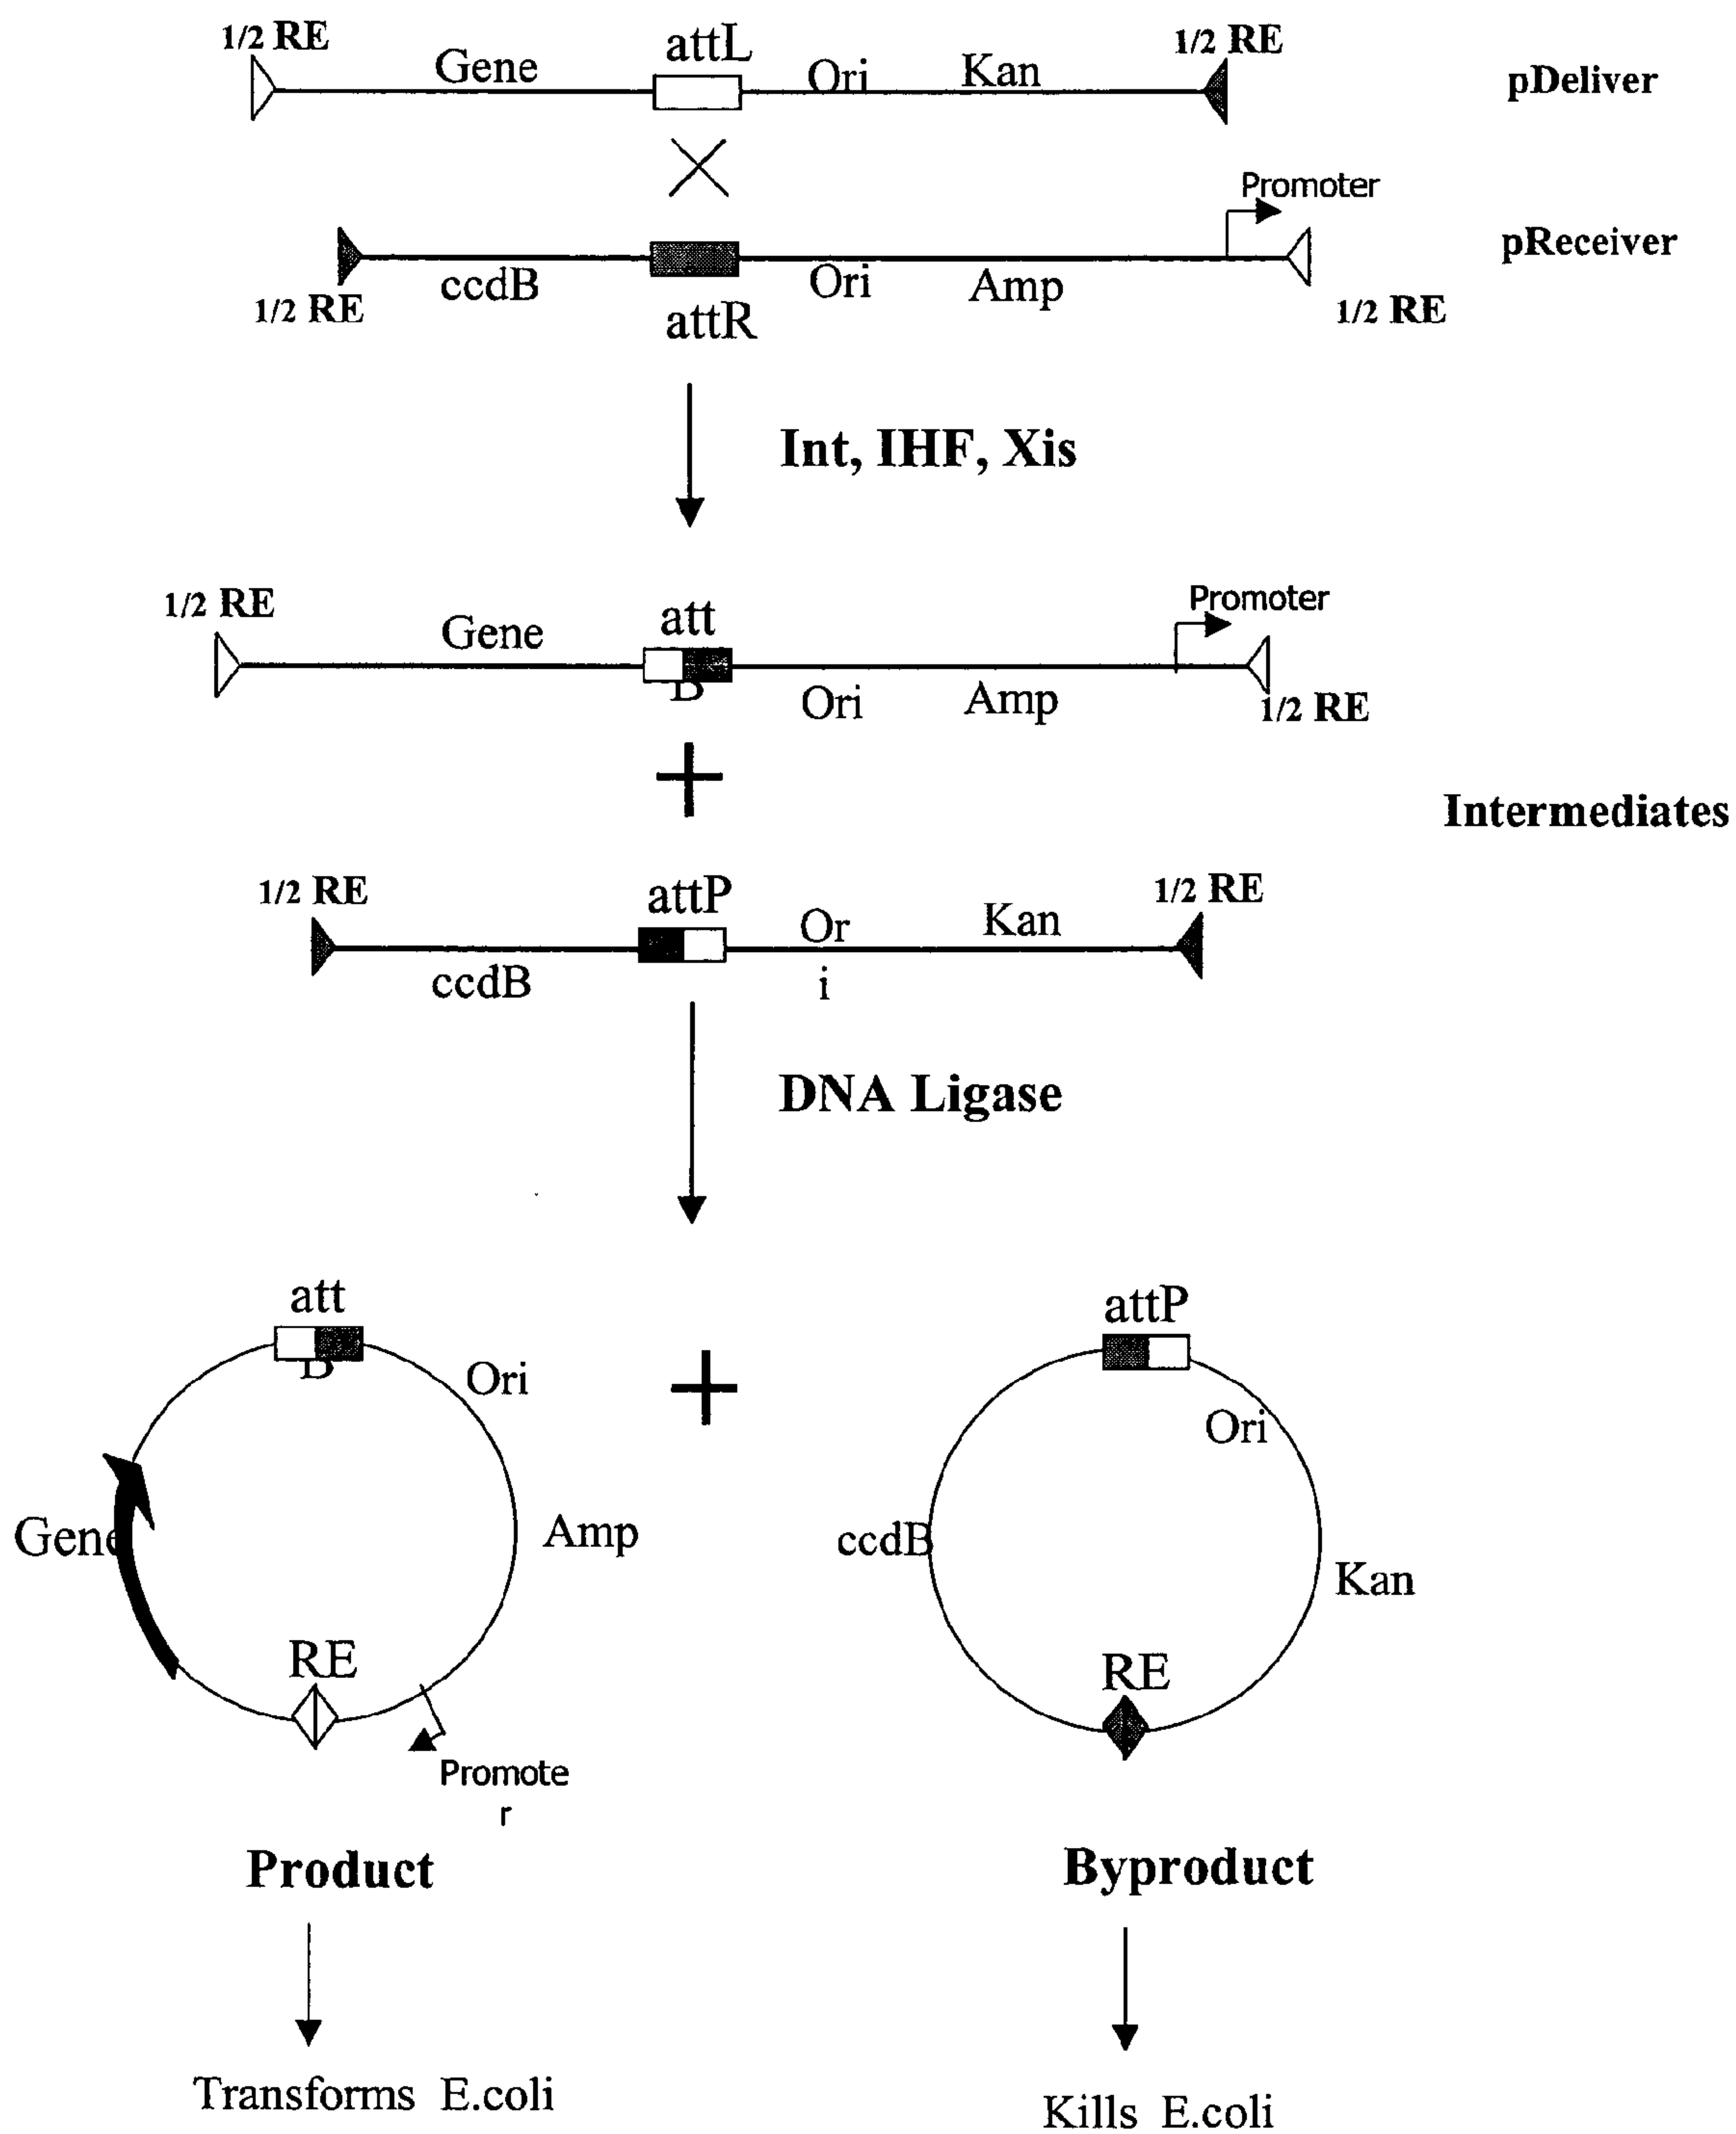 1/2 RE
Gene
attL
Ori
Kan
1/2 RE
pDeliver
Promoter
pReceiver
1/2 RE
ccdB
attR
Ori
Amp
1/2 RE
Int, IHF, Xis
1/2 RE
Gene
att
B
Ori
Amp
Promoter
1/2 RE
Intermediates
1/2 RE
ccdB
attP
Or
i
Kan
1/2 RE
DNA Ligase
att
B
Ori
Gene
Amp
RE
Promote
r
attP
Ori
ccdB
Kan
RE
Product
Byproduct
Transforms E.coli
Kills E.coli